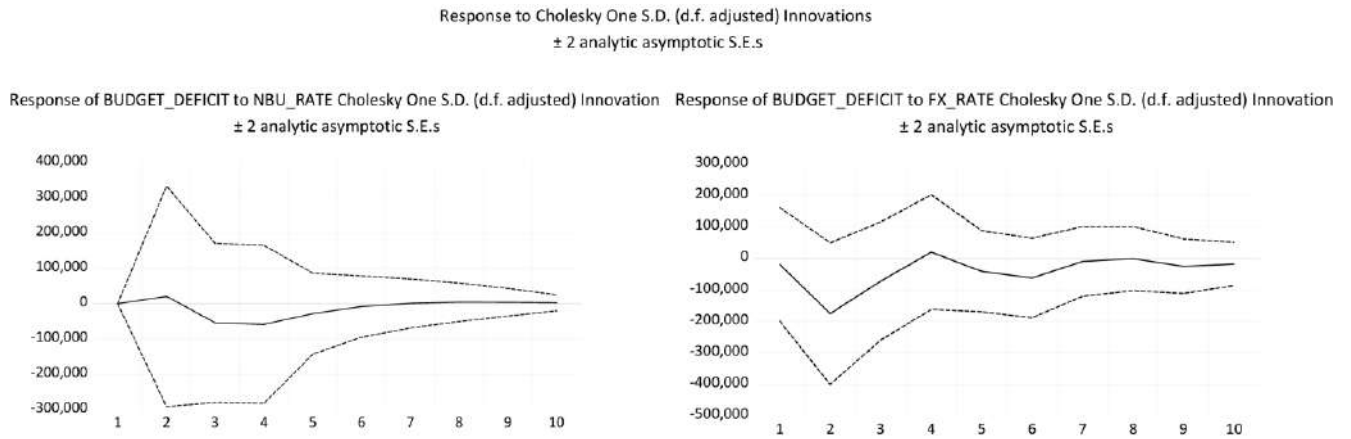 Response to Cholesky One S.D. (d.f. adjusted) Innovations
± 2 analytic asymptotic S.E.s
Response of BUDGET_DEFICIT to NBU_RATE Cholesky One S.D. (d.f. adjusted) Innovation
± 2 analytic asymptotic S.E.s
400,000
300,000
200,000
100,000
0
-100,000
-200,000
-300,000
1 2 3 4 5 6 7 8 9 10
Response of BUDGET_DEFICIT to FX_RATE Cholesky One S.D. (d.f. adjusted) Innovation
± 2 analytic asymptotic S.E.s
300,000
200,000
100,000
0
-100,000
-200,000
-300,000
-400,000
-500,000
1 2 3 4 5 6 7 8 9 10